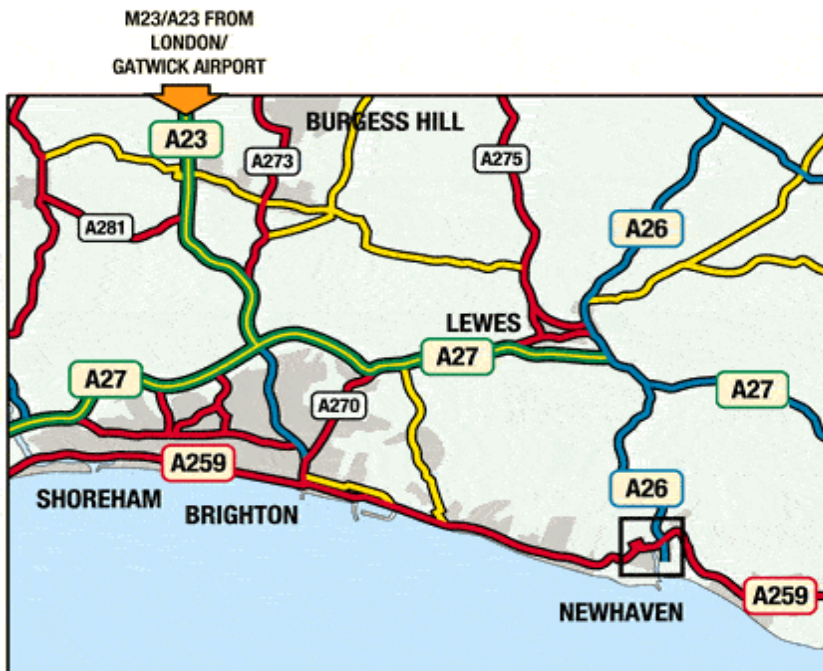 M23/A23 FROM
LONDON/
GATWICK AIRPORT
A23
BURGESS HILL
A273
A275
A281
A26
LEWES
A27
A27
A27
A270
A259
SHOREHAM
BRIGHTON
A26
NEWHAVEN
A259